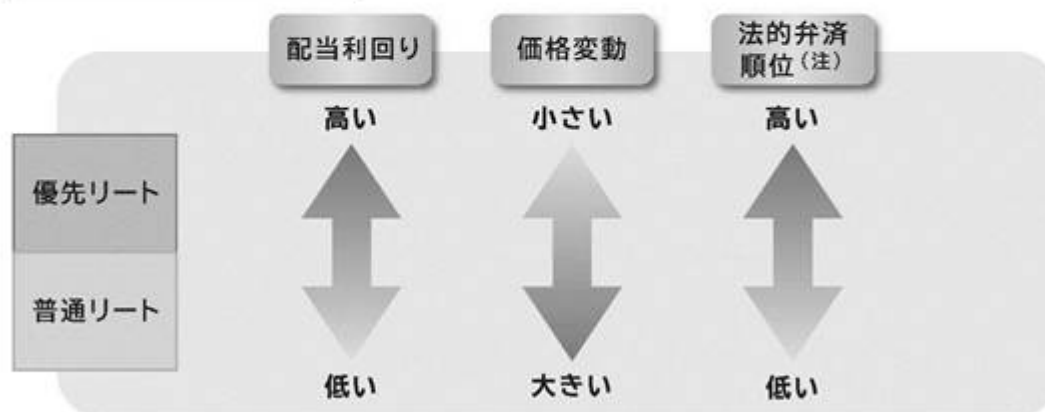 配当利回り
価格変動
法的弁済
順位(注)
高い
小さい
高い
優先リート
普通リート
低い
大きい
低い